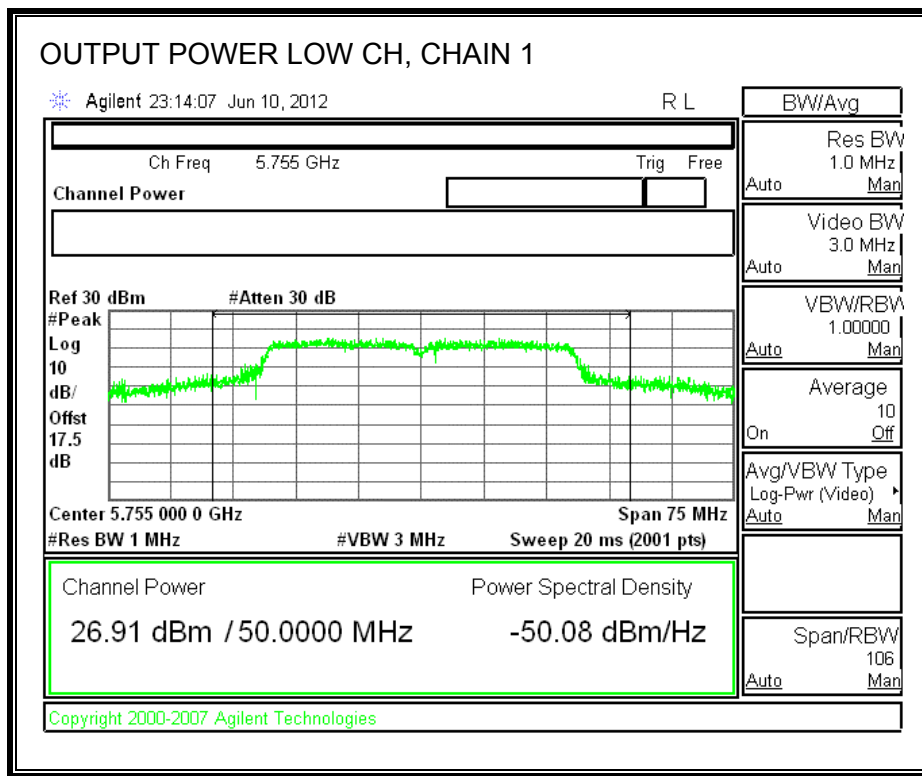 OUTPUT POWER LOW CH, CHAIN 1
Agilent 23:14:07 Jun 10, 2012 R L
Ch Freq 5.755 GHz Trig Free
Channel Power
Ref 30 dBm #Atten 30 dB
#Peak
Log
10
dB/
Offst
17.5
dB
Center 5.755 000 0 GHz Span 75 MHz
#Res BW 1 MHz #VBW 3 MHz Sweep 20 ms (2001 pts)
Channel Power Power Spectral Density
26.91 dBm / 50.0000 MHz -50.08 dBm/Hz
BW/Avg
Res BW
1.0 MHz
Auto Man
Video BW
3.0 MHz
Auto Man
VBW/RBW
1.00000
Auto Man
Average
10
On Off
Avg/VBW Type
Log-Pwr (Video)
Auto Man
Span/RBW
106
Auto Man
Copyright 2000-2007 Agilent Technologies